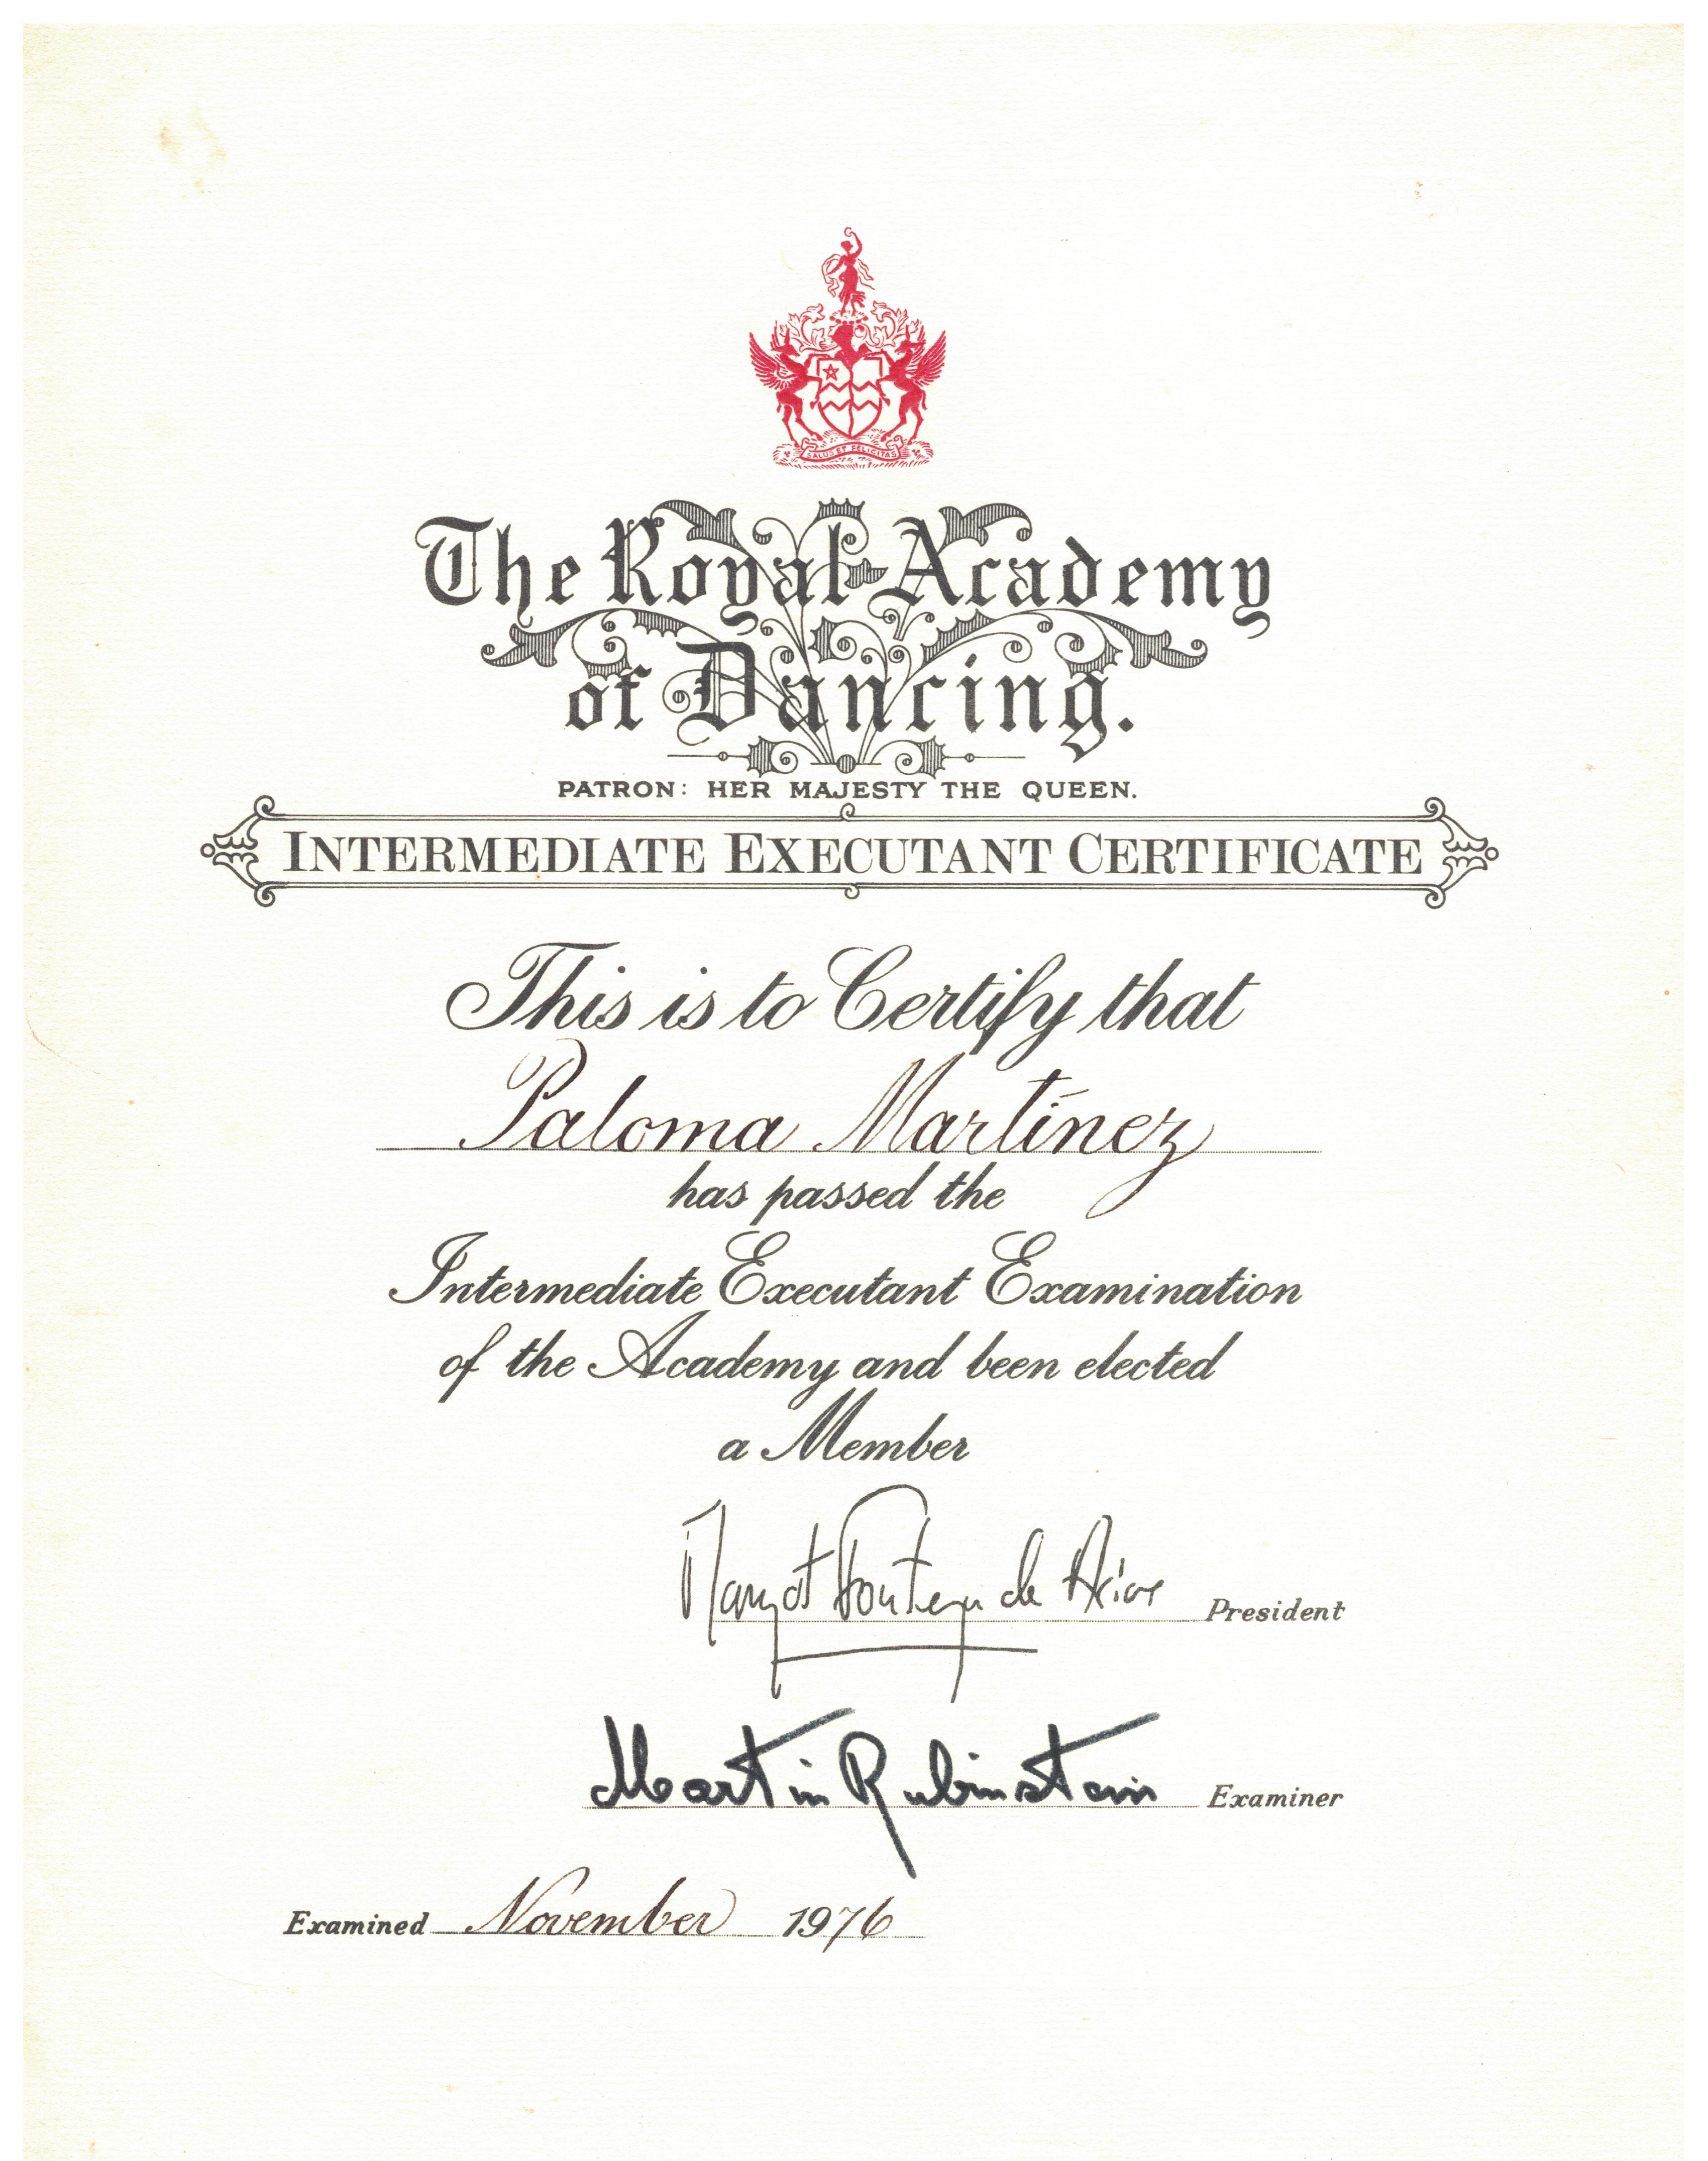 SALUS ET FELICITAS
The Royal Academy
of Dancing.
PATRON: HER MAJESTY THE QUEEN.
INTERMEDIATE EXECUTANT CERTIFICATE
This is to Certify that
Paloma Martínez
has passed the
Intermediate Executant Examination
of the Academy and been elected
a Member
Margot Fonteyn de Arias President
Martin Rubinstein Examiner
Examined November 1976